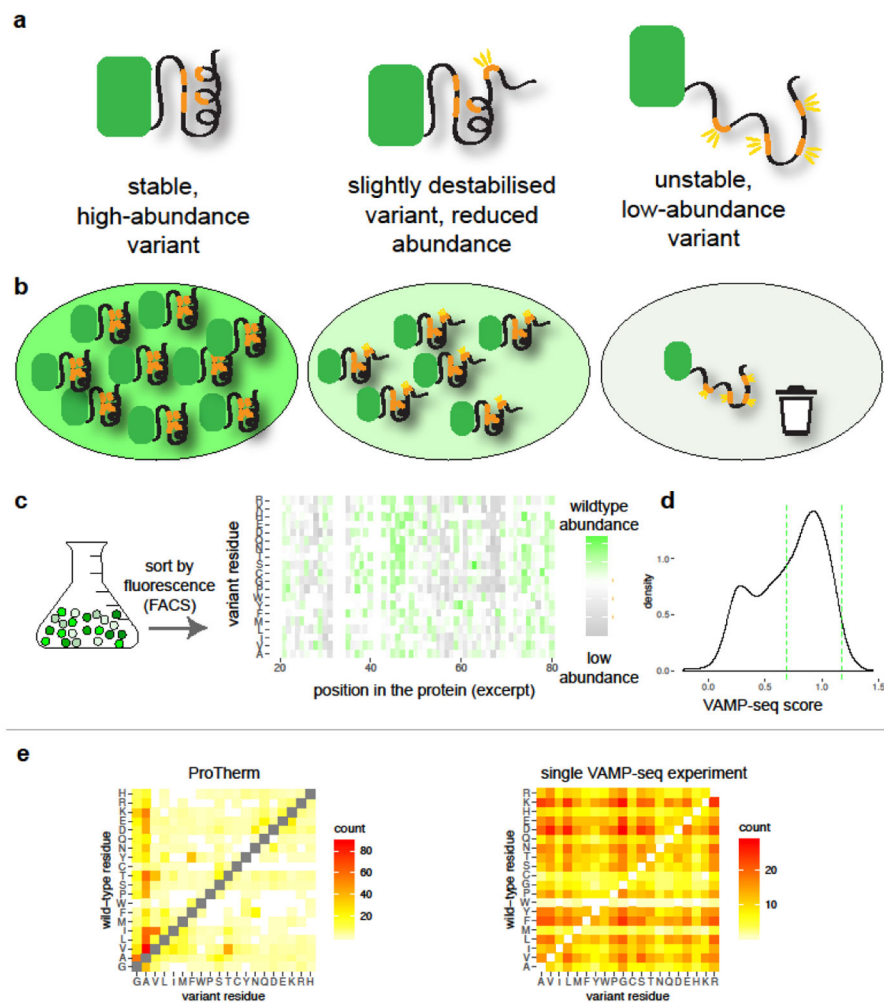 a
stable,
high-abundance
variant
slightly destabilised
variant, reduced
abundance
unstable,
low-abundance
variant
b
c
sort by
fluorescence
(FACS)
variant residue
20 40 60 80
position in the protein (excerpt)
wildtype
abundance
low
abundance
d
density
1.0
0.5
0.0
0.0 0.5 1.0 1.5
VAMP-seq score
e
ProTherm
wild-type residue
H
R
K
E
D
Q
N
Y
C
T
S
P
W
F
M
I
L
V
A
G
GAVLIMFWPSTCYNQDEKRH
variant residue
count
80
60
40
20
single VAMP-seq experiment
wild-type residue
R
K
H
E
D
Q
N
T
S
C
G
P
W
Y
F
M
L
I
V
A
AVILMFYWPGCSTNQDEHKR
variant residue
count
20
10